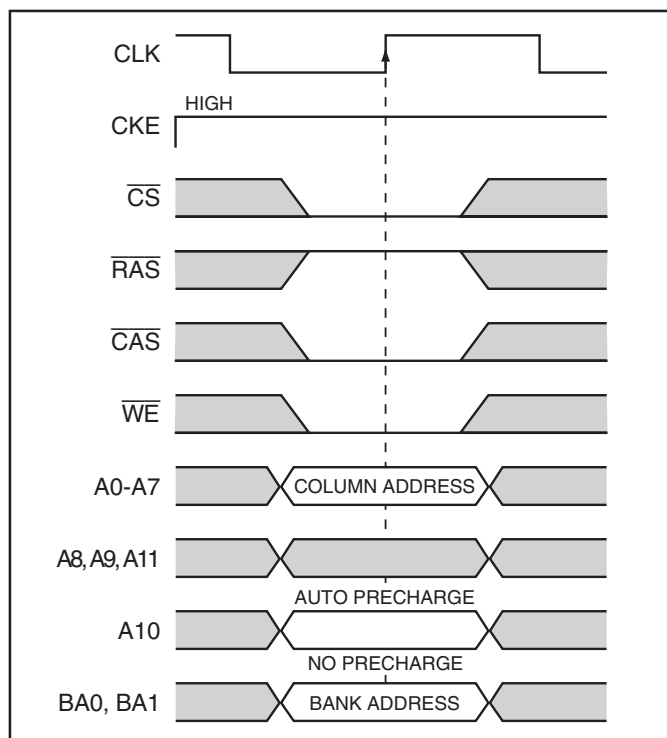 CLK
HIGH
CKE
CS
RAS
CAS
WE
A0-A7 COLUMN ADDRESS
A8, A9, A11
AUTO PRECHARGE
A10
NO PRECHARGE
BA0, BA1 BANK ADDRESS